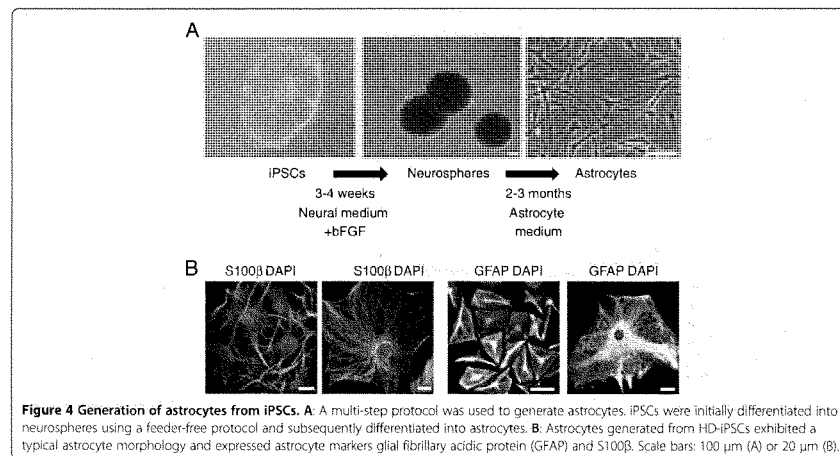 A
iPSCs Neurospheres Astrocytes
3-4 weeks 2-3 months
Neural medium Astrocyte
+bFGF medium
B
S100β DAPI S100β DAPI GFAP DAPI GFAP DAPI
Figure 4 Generation of astrocytes from iPSCs. A: A multi-step protocol was used to generate astrocytes. iPSCs were initially differentiated into
neurospheres using a feeder-free protocol and subsequently differentiated into astrocytes. B: Astrocytes generated from HD-iPSCs exhibited a
typical astrocyte morphology and expressed astrocyte markers glial fibrillary acidic protein (GFAP) and S100β. Scale bars: 100 μm (A) or 20 μm (B).